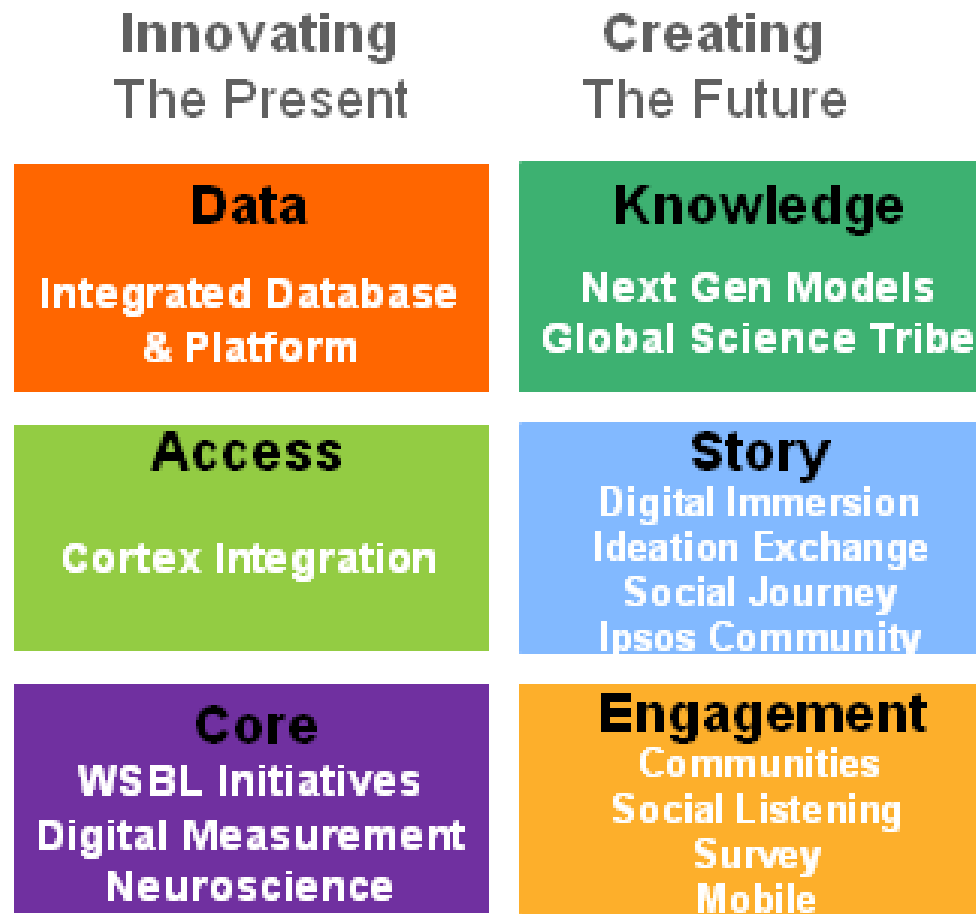 Innovating
The Present
Creating
The Future
Data
Integrated Database
& Platform
Knowledge
Next Gen Models
Global Science Tribe
Access
Cortex Integration
Story
Digital Immersion
Ideation Exchange
Social Journey
Ipsos Community
Core
WSBL Initiatives
Digital Measurement
Neuroscience
Engagement
Communities
Social Listening
Survey
Mobile